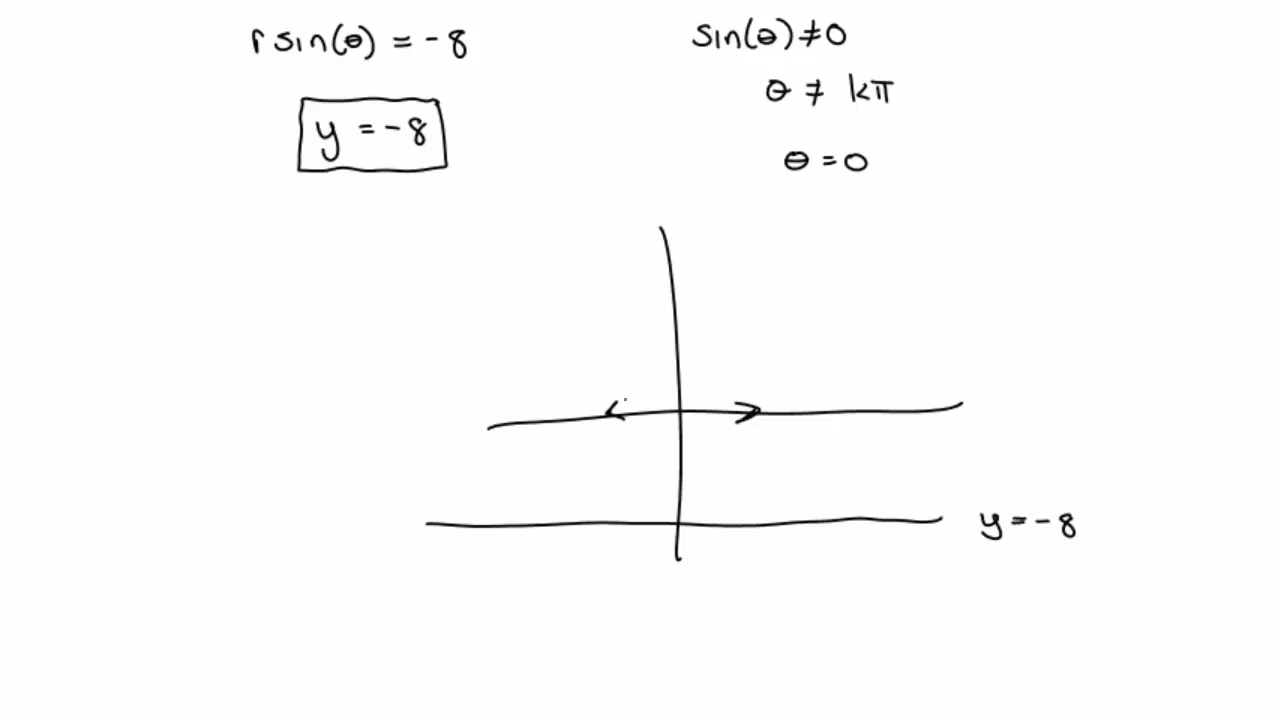 r sin(θ) = -8
y = -8
sin(θ) ≠ 0
θ ≠ kπ
θ = 0
y = -8